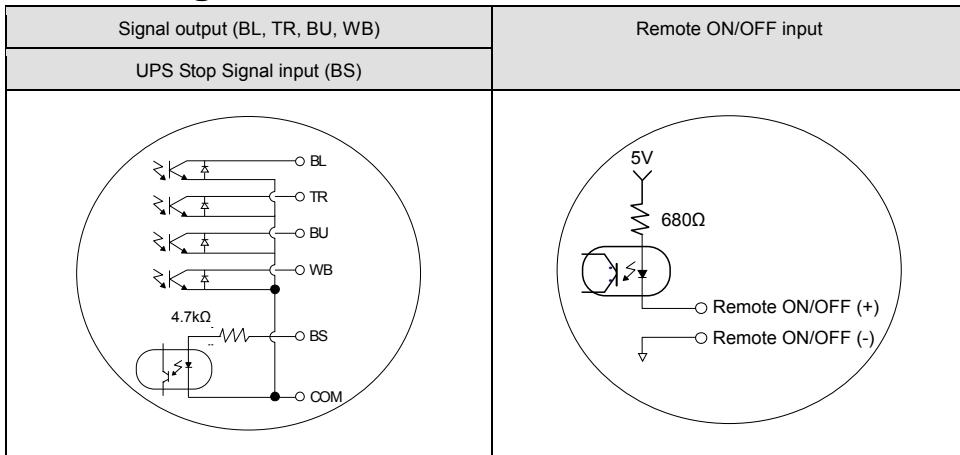 Signal output (BL, TR, BU, WB)
Remote ON/OFF input
UPS Stop Signal input (BS)
BL
TR
BU
WB
4.7kΩ
BS
COM
5V
680Ω
Remote ON/OFF (+)
Remote ON/OFF (-)